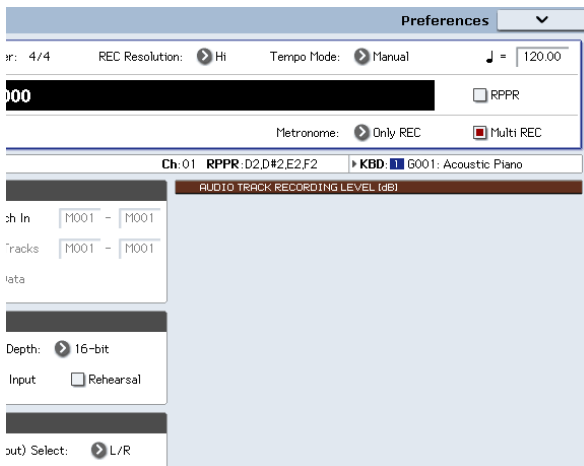 Preferences
er: 4/4 REC Resolution: Hi Tempo Mode: Manual ♩ = 120.00
000 RPPR
Metronome: Only REC Multi REC
Ch:01 RPPR:D2,D#2,E2,F2 KBD: 1 G001: Acoustic Piano
AUDIO TRACK RECORDING LEVEL [dB]
ch In M001 - M001
Tracks M001 - M001
Data
Depth: 16-bit
Input Rehearsal
out) Select: L/R